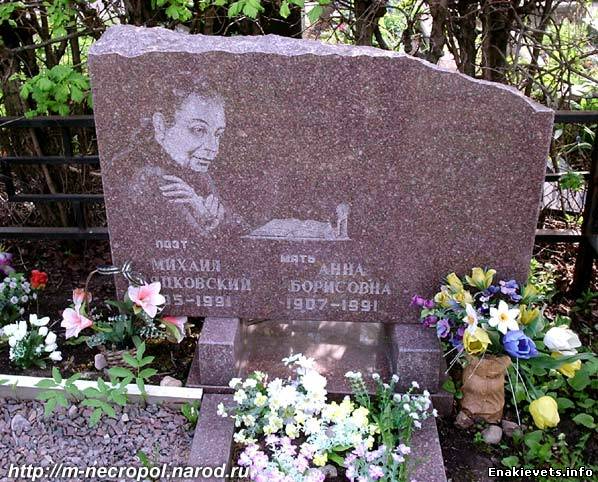 ПОЭТ
МИХАИЛ
МАТЬ
АННА
БОРИСОВНА
1907-1991
http://m-necropol.narod.ru
Enakievets.info